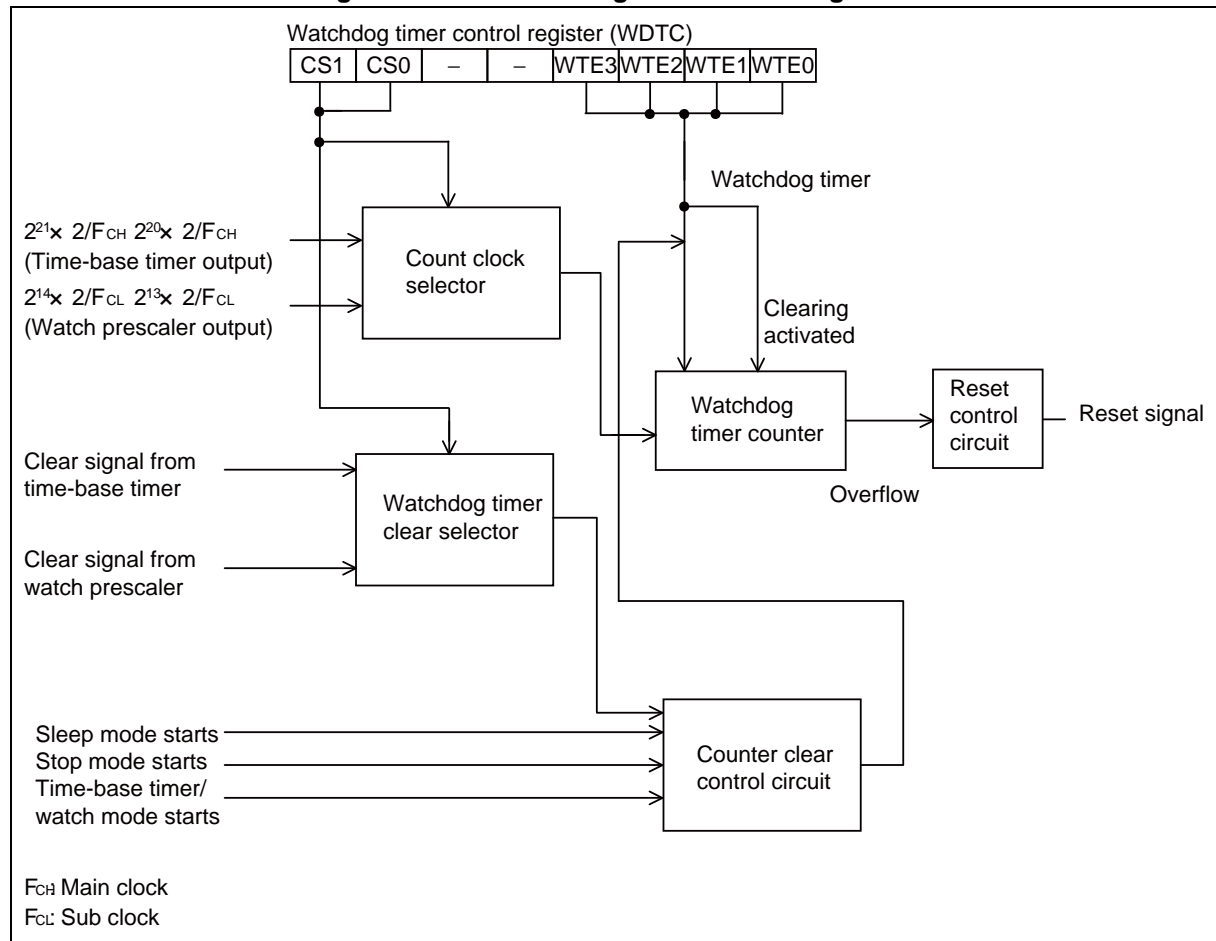 Watchdog timer control register (WDTC)
CS1 CS0 – – WTE3 WTE2 WTE1 WTE0
Watchdog timer
2²¹× 2/FCH 2²⁰× 2/FCH
(Time-base timer output)
2¹⁴× 2/FCL 2¹³× 2/FCL
(Watch prescaler output)
Count clock
selector
Clearing
activated
Watchdog
timer counter
Reset
control
circuit
Reset signal
Overflow
Clear signal from
time-base timer
Clear signal from
watch prescaler
Watchdog timer
clear selector
Sleep mode starts
Stop mode starts
Time-base timer/
watch mode starts
Counter clear
control circuit
FCH: Main clock
FCL: Sub clock